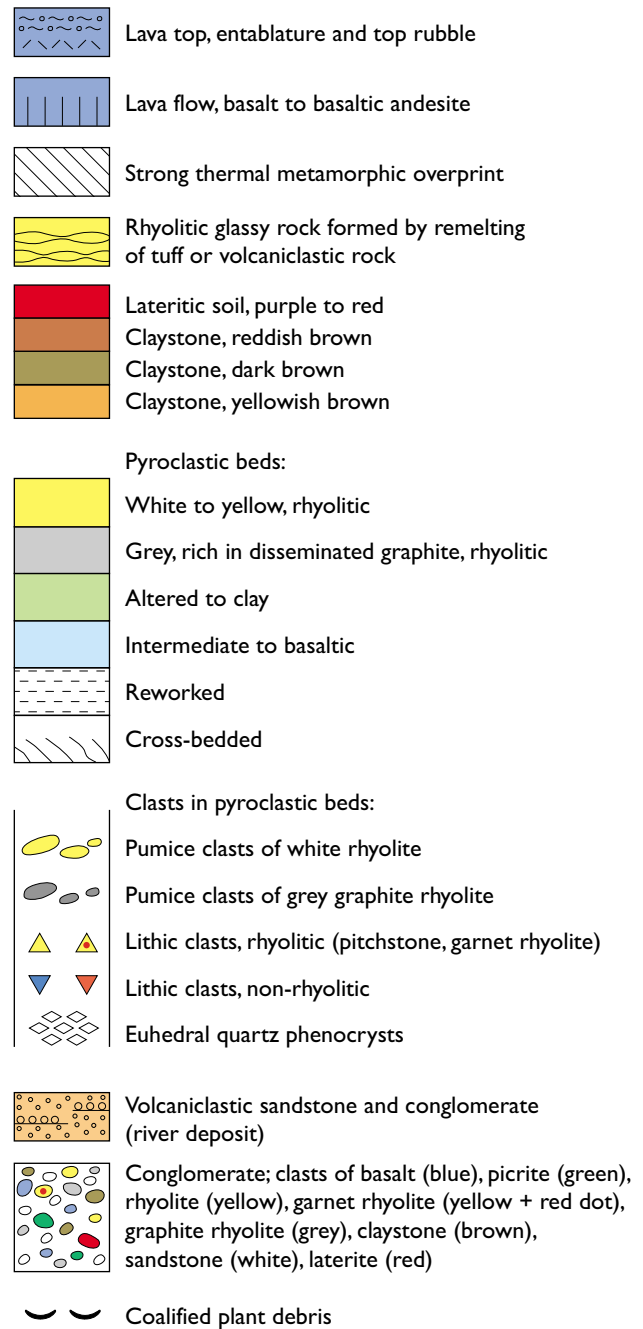 Lava top, entablature and top rubble
Lava flow, basalt to basaltic andesite
Strong thermal metamorphic overprint
Rhyolitic glassy rock formed by remelting
of tuff or volcaniclastic rock
Lateritic soil, purple to red
Claystone, reddish brown
Claystone, dark brown
Claystone, yellowish brown
Pyroclastic beds:
White to yellow, rhyolitic
Grey, rich in disseminated graphite, rhyolitic
Altered to clay
Intermediate to basaltic
Reworked
Cross-bedded
Clasts in pyroclastic beds:
Pumice clasts of white rhyolite
Pumice clasts of grey graphite rhyolite
Lithic clasts, rhyolitic (pitchstone, garnet rhyolite)
Lithic clasts, non-rhyolitic
Euhedral quartz phenocrysts
Volcaniclastic sandstone and conglomerate
(river deposit)
Conglomerate; clasts of basalt (blue), picrite (green),
rhyolite (yellow), garnet rhyolite (yellow + red dot),
graphite rhyolite (grey), claystone (brown),
sandstone (white), laterite (red)
Coalified plant debris